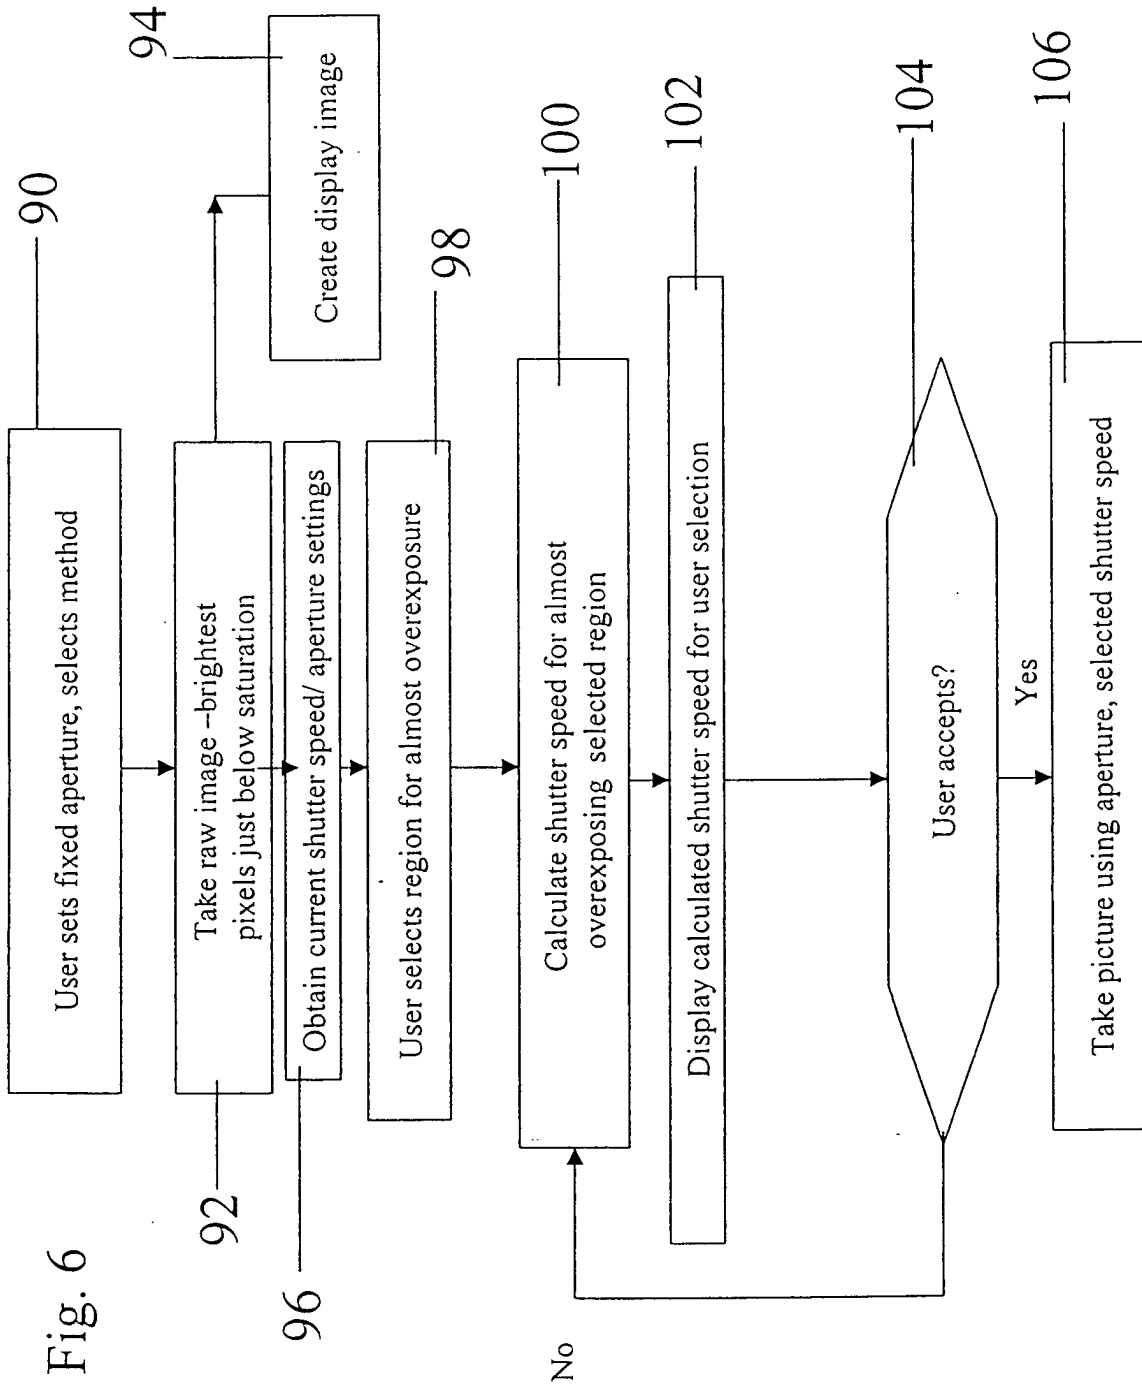 Fig. 6
90
User sets fixed aperture, selects method
92
Take raw image –brightest
pixels just below saturation
94
Create display image
96
Obtain current shutter speed/ aperture settings
98
User selects region for almost overexposure
100
Calculate shutter speed for almost
overexposing selected region
102
Display calculated shutter speed for user selection
104
User accepts?
No
Yes
106
Take picture using aperture, selected shutter speed